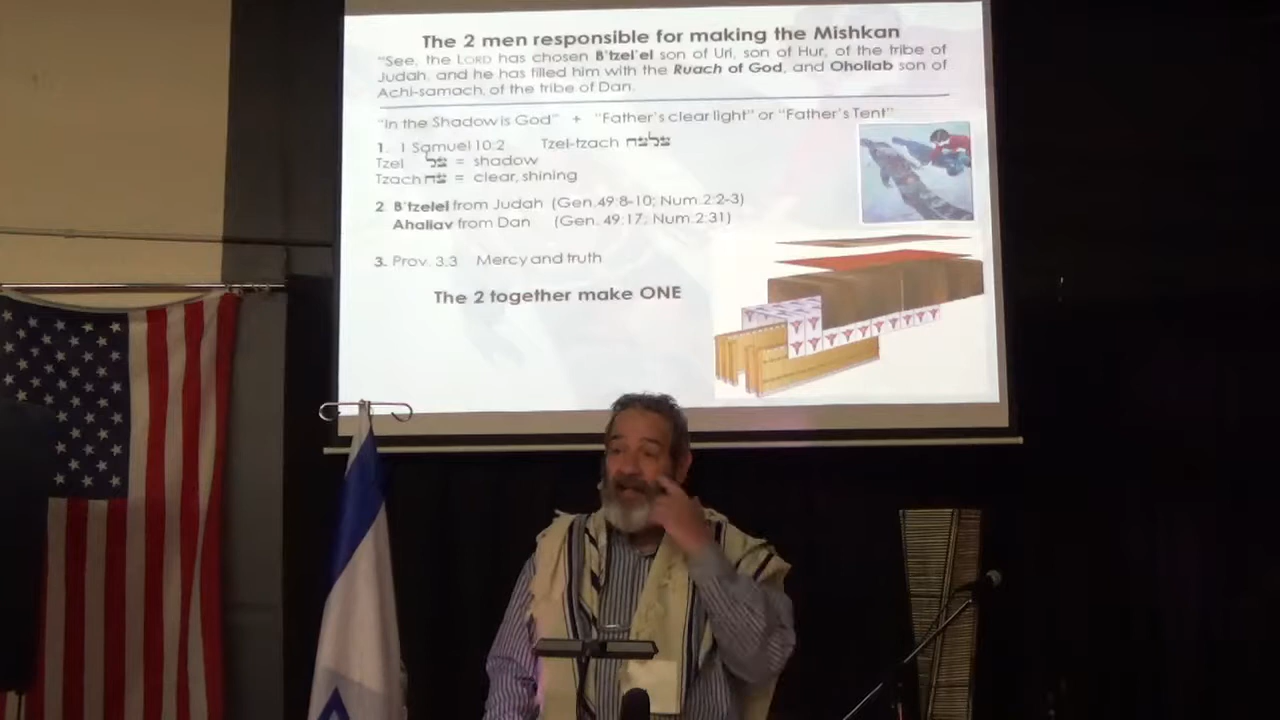 The 2 men responsible for making the Mishkan
"See, the LORD has chosen B'tzel'el son of Uri, son of Hur, of the tribe of
Judah, and he has filled him with the Ruach of God, and Oholiab son of
Achi-samach, of the tribe of Dan.
"In the Shadow is God" + "Father's clear light" or "Father's Tent"
1. 1 Samuel 10:2 Tzel-tzach צלצח
Tzel צל = shadow
Tzach צח = clear, shining
2. B'tzelel from Judah (Gen.49:8-10; Num.2:2-3)
Ahaliav from Dan (Gen. 49:17; Num.2:31)
3. Prov. 3:3 Mercy and truth
The 2 together make ONE